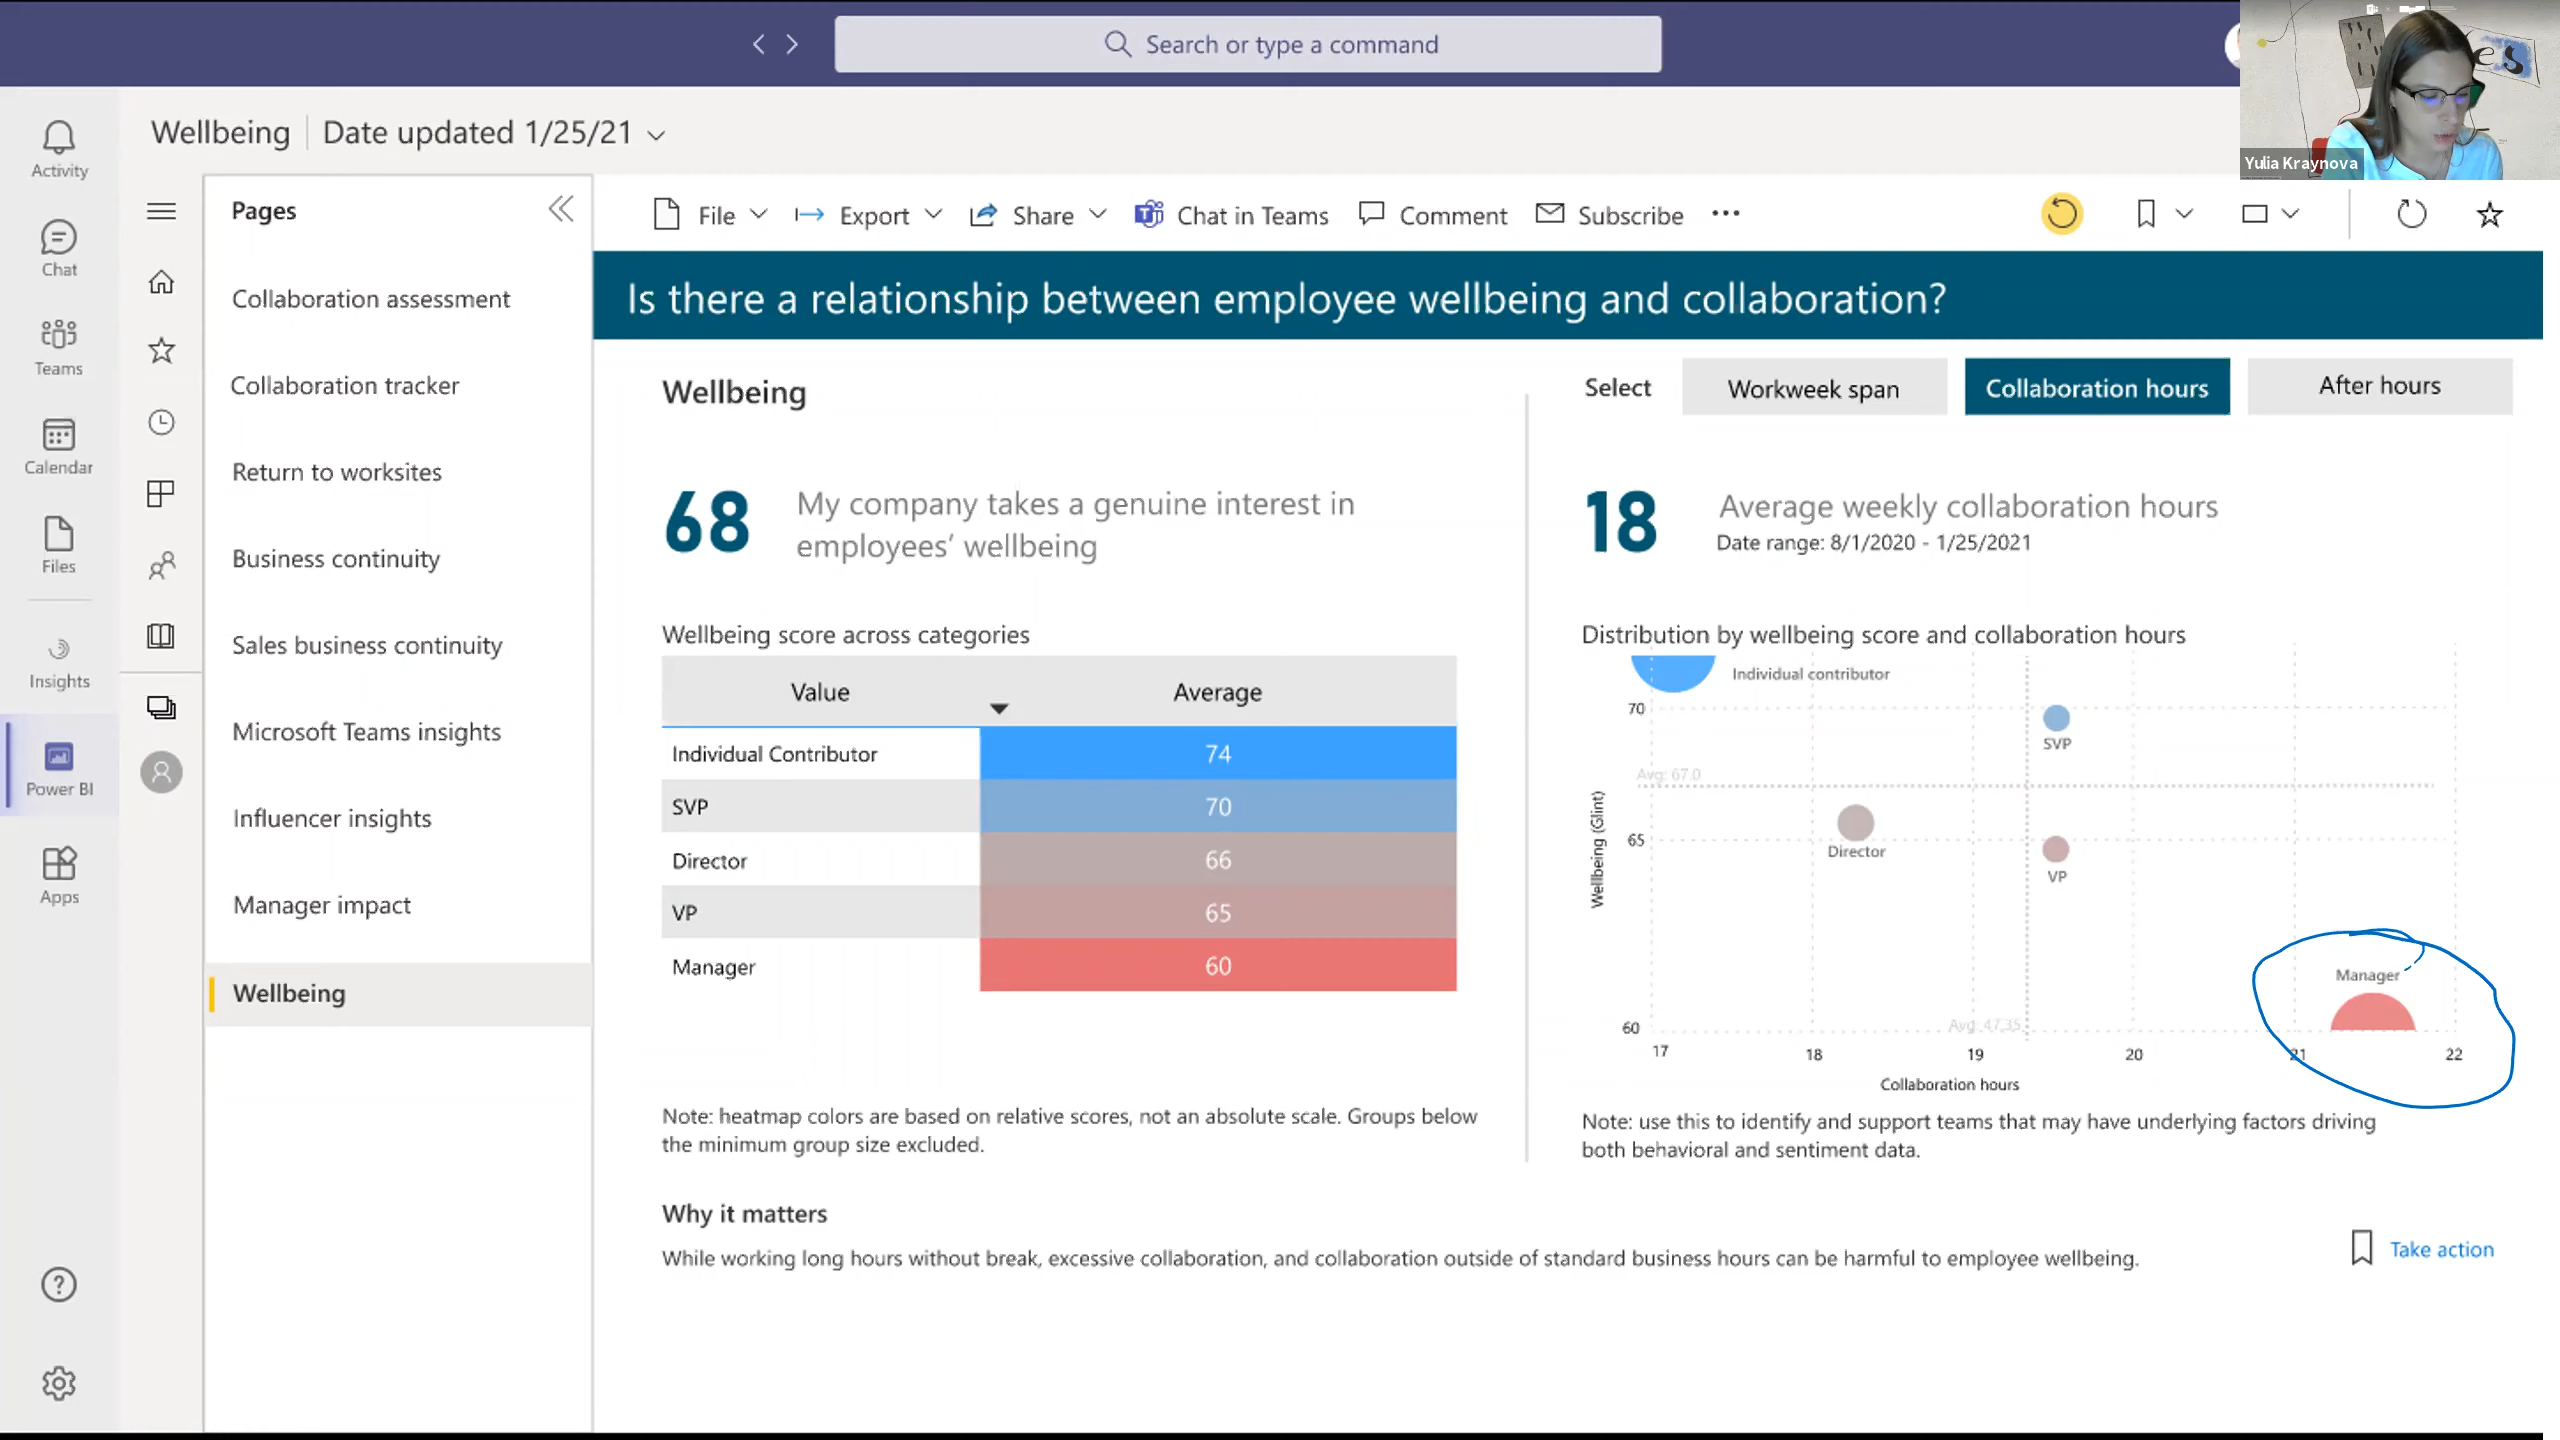 Search or type a command
Yulia Kraynova
Wellbeing
Date updated 1/25/21
Activity
Chat
Teams
Calendar
Files
Insights
Power BI
Apps
Pages
Collaboration assessment
Collaboration tracker
Return to worksites
Business continuity
Sales business continuity
Microsoft Teams insights
Influencer insights
Manager impact
Wellbeing
File
Export
Share
Chat in Teams
Comment
Subscribe
Is there a relationship between employee wellbeing and collaboration?
Wellbeing
68
My company takes a genuine interest in
employees' wellbeing
Wellbeing score across categories
Value Average
Individual Contributor 74
SVP 70
Director 66
VP 65
Manager 60
Note: heatmap colors are based on relative scores, not an absolute scale. Groups below
the minimum group size excluded.
Select
Workweek span
Collaboration hours
After hours
18
Average weekly collaboration hours
Date range: 8/1/2020 - 1/25/2021
Distribution by wellbeing score and collaboration hours
Individual contributor
70
SVP
Avg: 67.0
Wellbeing (Glint)
65
Director
VP
Manager
60
Avg: 47.35
17 18 19 20 21 22
Collaboration hours
Note: use this to identify and support teams that may have underlying factors driving
both behavioral and sentiment data.
Why it matters
While working long hours without break, excessive collaboration, and collaboration outside of standard business hours can be harmful to employee wellbeing.
Take action